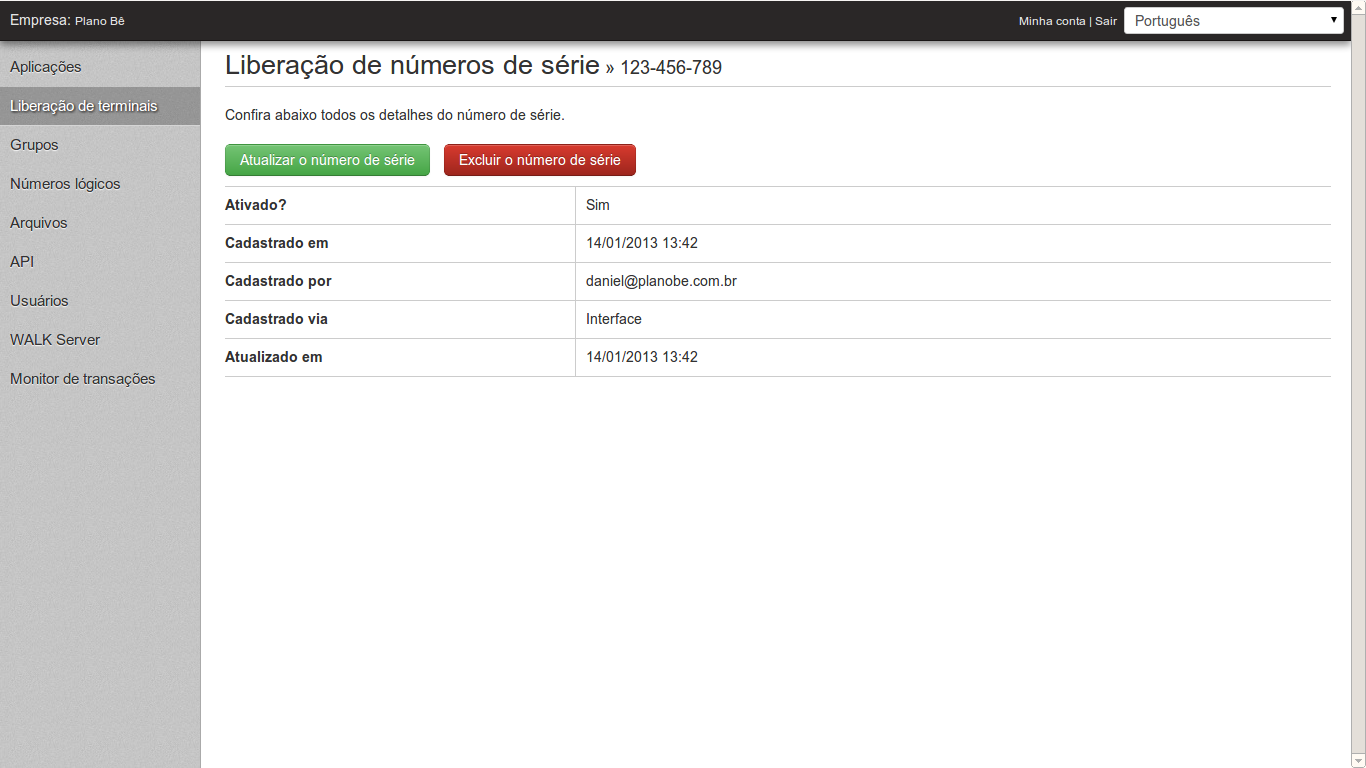 Empresa: Plano Bê
Minha conta | Sair
Português
Aplicações
Liberação de terminais
Grupos
Números lógicos
Arquivos
API
Usuários
WALK Server
Monitor de transações
Liberação de números de série » 123-456-789
Confira abaixo todos os detalhes do número de série.
Atualizar o número de série
Excluir o número de série
Ativado? Sim
Cadastrado em 14/01/2013 13:42
Cadastrado por daniel@planobe.com.br
Cadastrado via Interface
Atualizado em 14/01/2013 13:42